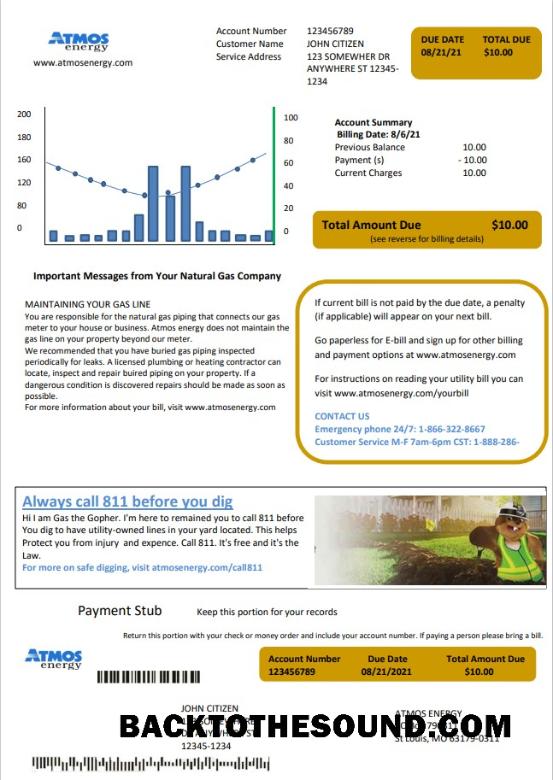 ATMOS
energy
www.atmosenergy.com
Account Number 123456789
Customer Name JOHN CITIZEN
Service Address 123 SOMEWHER DR
ANYWHERE ST 12345-
1234
DUE DATE TOTAL DUE
08/21/21 $10.00
200
180
160
120
80
0
100
80
60
40
20
0
Account Summary
Billing Date: 8/6/21
Previous Balance 10.00
Payment (s) - 10.00
Current Charges 10.00
Total Amount Due $10.00
(see reverse for billing details)
Important Messages from Your Natural Gas Company
MAINTAINING YOUR GAS LINE
You are responsible for the natural gas piping that connects our gas
meter to your house or business. Atmos energy does not maintain the
gas line on your property beyond our meter.
We recommended that you have buried gas piping inspected
periodically for leaks. A licensed plumbing or heating contractor can
locate, inspect and repair buired piping on your property. If a
dangerous condition is discovered repairs should be made as soon as
possible.
For more information about your bill, visit www.atmosenergy.com
If current bill is not paid by the due date, a penalty
(if applicable) will appear on your next bill.
Go paperless for E-bill and sign up for other billing
and payment options at www.atmosenergy.com
For instructions on reading your utility bill you can
visit www.atmosenergy.com/yourbill
CONTACT US
Emergency phone 24/7: 1-866-322-8667
Customer Service M-F 7am-6pm CST: 1-888-286-
Always call 811 before you dig
Hi I am Gas the Gopher. I'm here to remained you to call 811 before
You dig to have utility-owned lines in your yard located. This helps
Protect you from injury and expence. Call 811. It's free and it's the
Law.
For more on safe digging, visit atmosenergy.com/call811
Payment Stub Keep this portion for your records
Return this portion with your check or money order and include your account number. If paying a person please bring a bill.
ATMOS
energy
Account Number Due Date Total Amount Due
123456789 08/21/2021 $10.00
JOHN CITIZEN
12345-1234
ATMOS ENERGY
St Louis, MO 63179-0311
BACKOFTHESOUND.COM